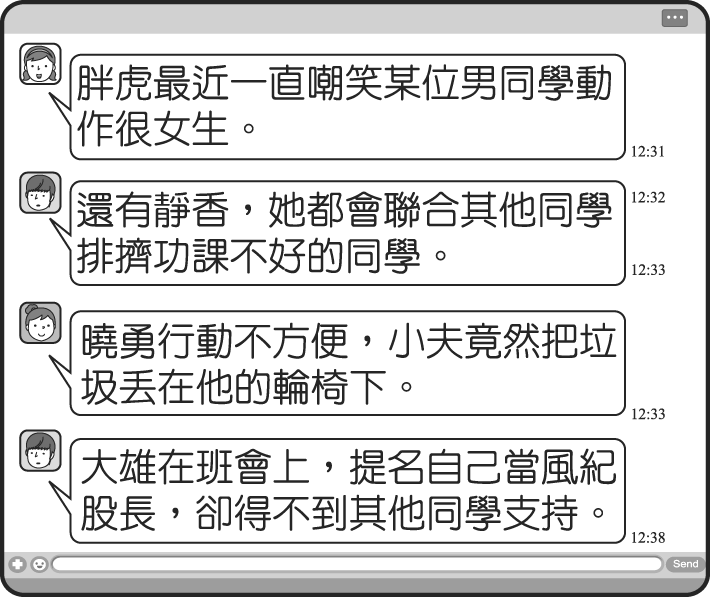 胖虎最近一直嘲笑某位男同學動
作很女生。
12:31
還有靜香，她都會聯合其他同學
排擠功課不好的同學。
12:32
12:33
曉勇行動不方便，小夫竟然把垃
圾丟在他的輪椅下。
12:33
大雄在班會上，提名自己當風紀
股長，卻得不到其他同學支持。
12:38
Send